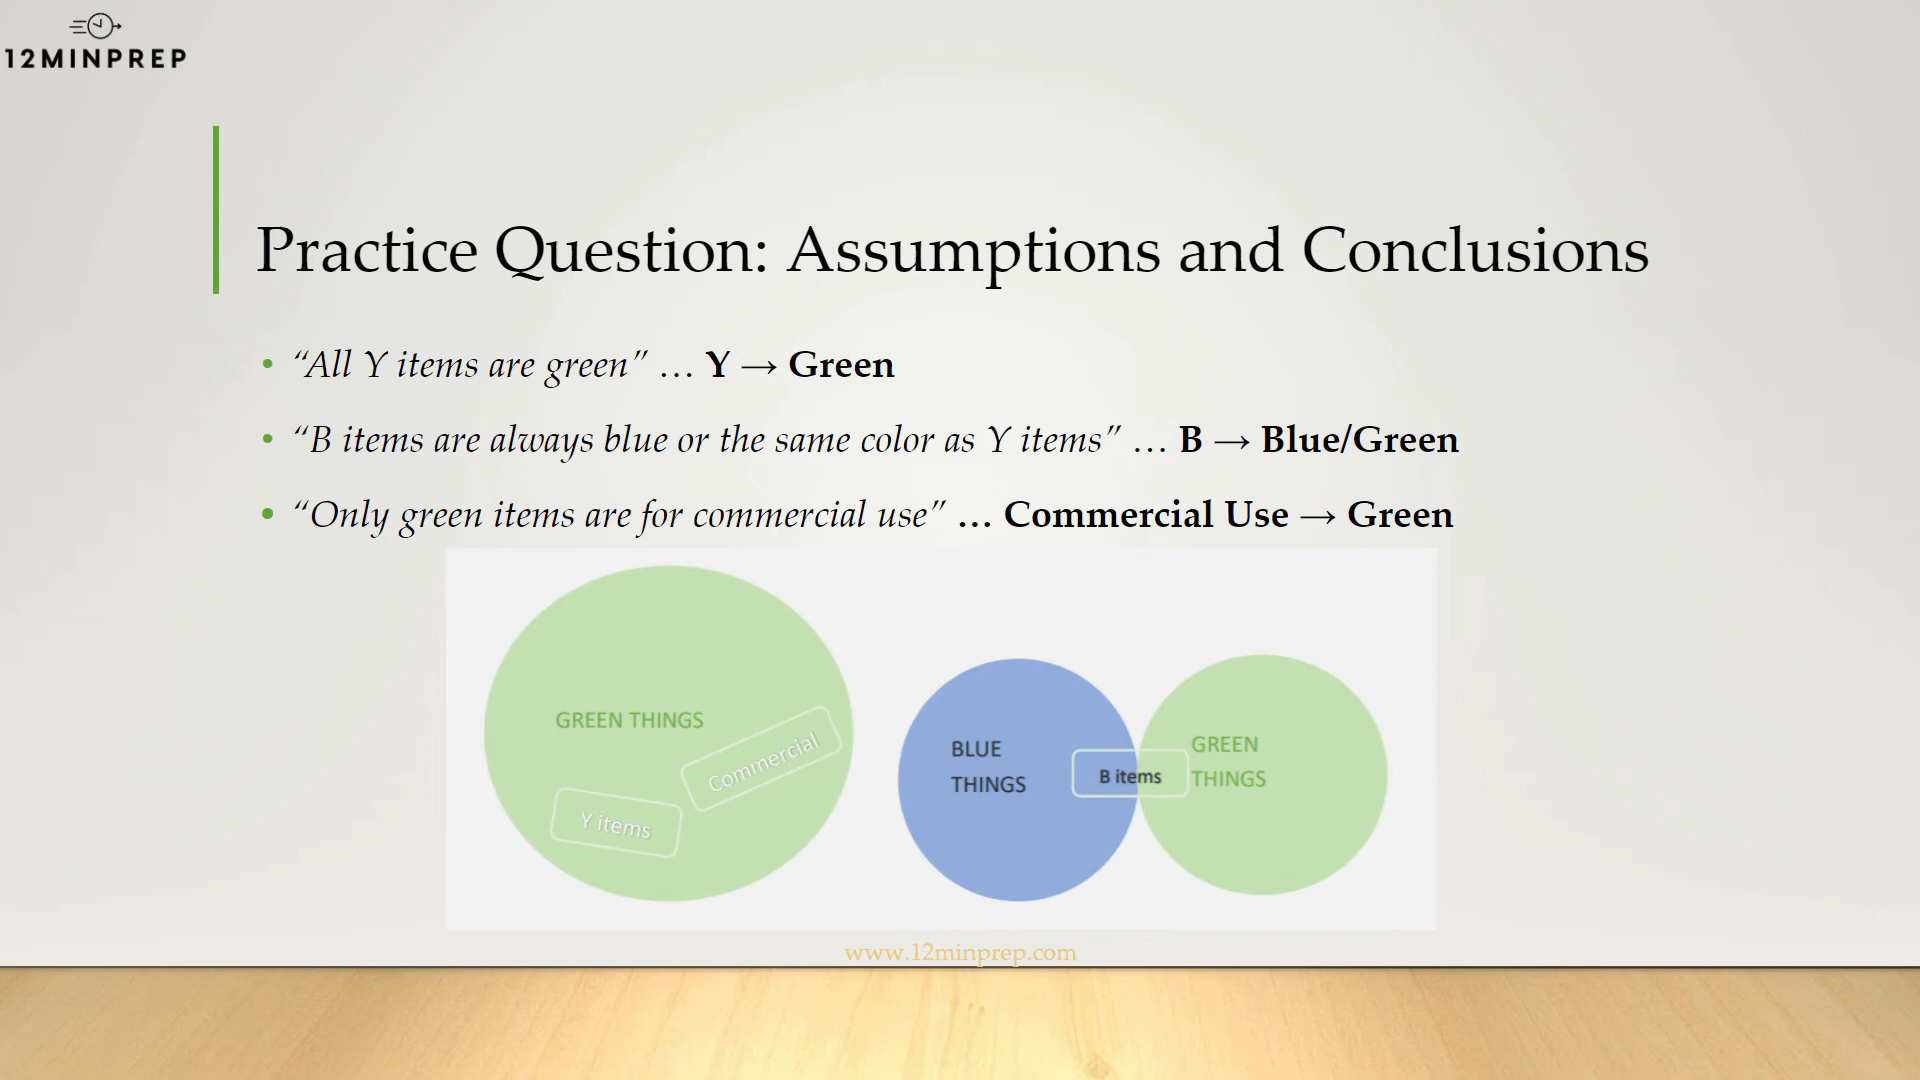 12MINPREP
Practice Question: Assumptions and Conclusions
• “All Y items are green” … Y → Green
• “B items are always blue or the same color as Y items” … B → Blue/Green
• “Only green items are for commercial use” … Commercial Use → Green
GREEN THINGS
Commercial
Y items
BLUE
THINGS
B items
GREEN
THINGS
www.12minprep.com